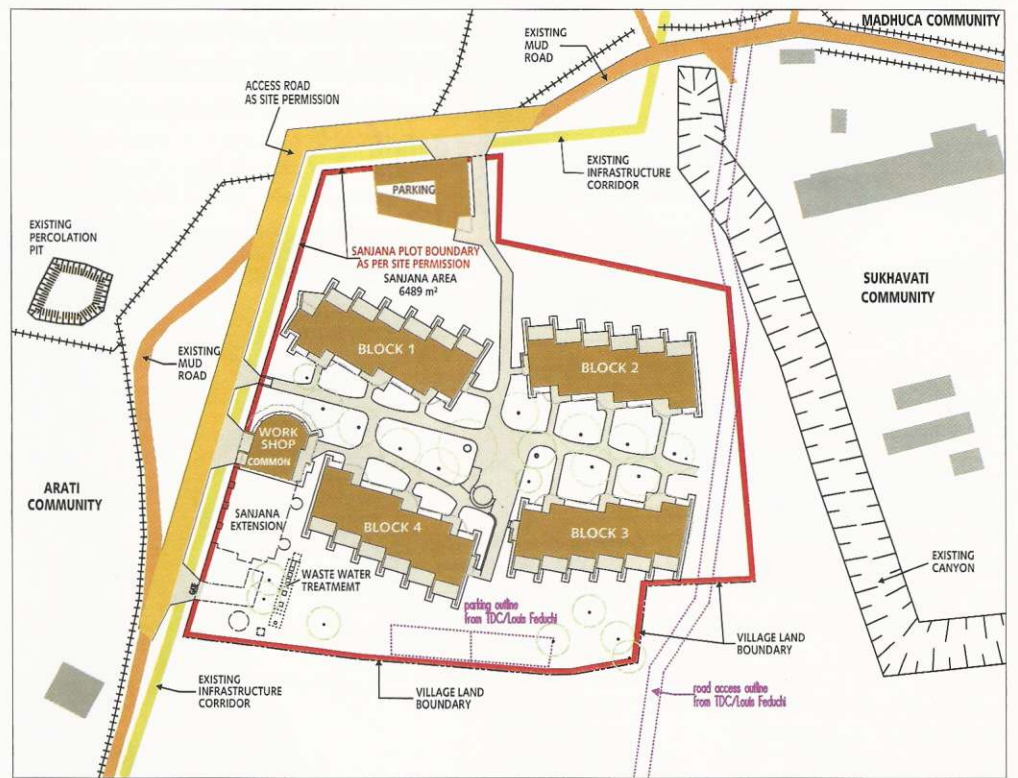 MADHUCA COMMUNITY
EXISTING
MUD
ROAD
ACCESS ROAD
AS SITE PERMISSION
EXISTING
INFRASTRUCTURE
CORRIDOR
PARKING
EXISTING
PERCOLATION
PIT
SANJANA PLOT BOUNDARY
AS PER SITE PERMISSION
SANJANA AREA
6489 m²
SUKHAVATI
COMMUNITY
BLOCK 1
BLOCK 2
EXISTING
MUD
ROAD
WORK
SHOP
COMMON
ARATI
COMMUNITY
SANJANA
EXTENSION
BLOCK 4
BLOCK 3
WASTE WATER
TREATMEMT
EXISTING
CANYON
parking outline
from TDC/Louis Feduchi
VILLAGE LAND
BOUNDARY
EXISTING
INFRASTRUCTURE
CORRIDOR
VILLAGE LAND
BOUNDARY
road access outline
from TDC/Louis Feduchi